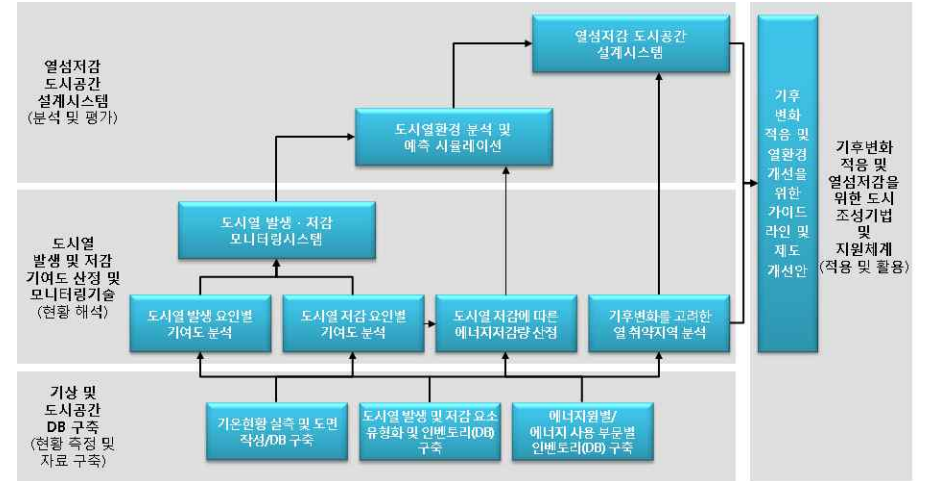 열섬저감
도시공간
설계시스템
(분석 및 평가)
열섬저감 도시공간
설계시스템
도시열환경 분석 및
예측 시뮬레이션
도시열
발생 및 저감
기여도 산정 및
모니터링기술
(현황 해석)
도시열 발생 · 저감
모니터링시스템
도시열 발생 요인별
기여도 분석
도시열 저감 요인별
기여도 분석
도시열 저감에 따른
에너지저감량 산정
기후변화를 고려한
열 취약지역 분석
기상 및
도시공간
DB 구축
(현황 측정 및
자료 구축)
기온현황 실측 및 도면
작성/DB 구축
도시열 발생 및 저감 요소
유형화 및 인벤토리(DB)
구축
에너지원별/
에너지 사용 부문별
인벤토리(DB) 구축
기후
변화
적응 및
열환경
개선을
위한
가이드
라인 및
제도
개선안
기후변화
적응 및
열섬저감을
위한 도시
조성기법
및
지원체계
(적용 및 활용)